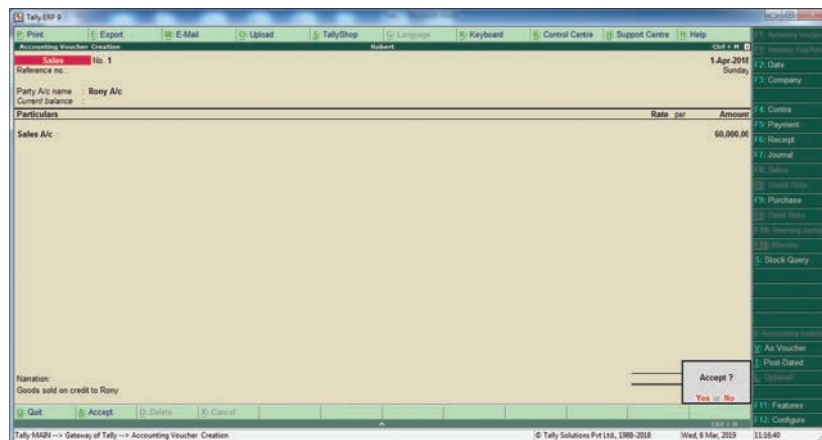 Tally.ERP 9
P: Print E: Export M: E-Mail O: Upload S: TallyShop G: Language K: Keyboard K: Control Centre H: Support Centre H: Help
Accounting Voucher Creation Robert Ctrl + M
Sales No. 1 1-Apr-2018
Reference no.: Sunday
Party A/c name : Rony A/c
Current balance :
Particulars Rate per Amount
Sales A/c 60,000.00
F2: Date
F3: Company
F4: Contra
F5: Payment
F6: Receipt
F7: Journal
F8: Sales
F9: Purchase
S: Stock Query
V: As Voucher
T: Post-Dated
L: Optional
F11: Features
F12: Configure
Narration:
Goods sold on credit to Rony
Accept ?
Yes or No
Q: Quit A: Accept D: Delete X: Cancel
Ctrl + N
Tally MAIN --> Gateway of Tally --> Accounting Voucher Creation © Tally Solutions Pvt Ltd., 1988-2018 Wed, 6 Mar, 2019 11:16:40